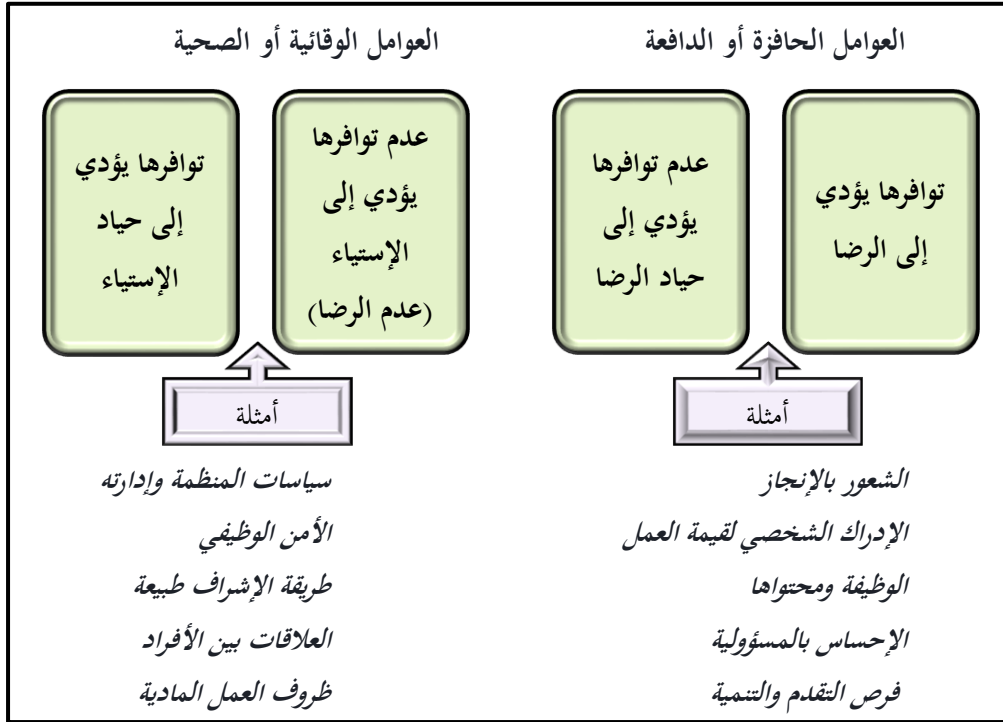 العوامل الحافزة أو الدافعة
توافرها يؤدي
إلى الرضا
عدم توافرها
يؤدي إلى
حياد الرضا
أمثلة
الشعور بالإنجاز
الإدراك الشخصي لقيمة العمل
الوظيفة ومحتواها
الإحساس بالمسؤولية
فرص التقدم والتنمية
العوامل الوقائية أو الصحية
عدم توافرها
يؤدي إلى
الإستياء
(عدم الرضا)
توافرها يؤدي
إلى حياد
الإستياء
أمثلة
سياسات المنظمة وإدارته
الأمن الوظيفي
طريقة الإشراف طبيعة
العلاقات بين الأفراد
ظروف العمل المادية